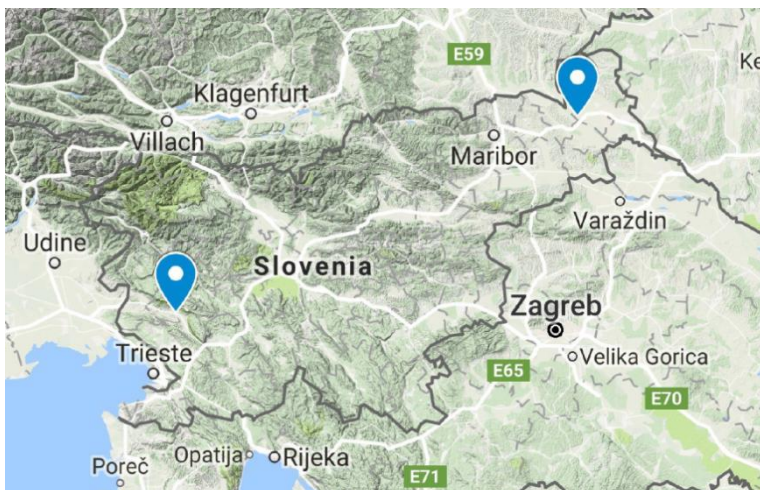 E59
Ke
Klagenfurt
Villach
Maribor
Varaždin
Udine
Slovenia
Zagreb
Trieste
Velika Gorica
E65
E70
Opatija
Rijeka
Poreč
E71